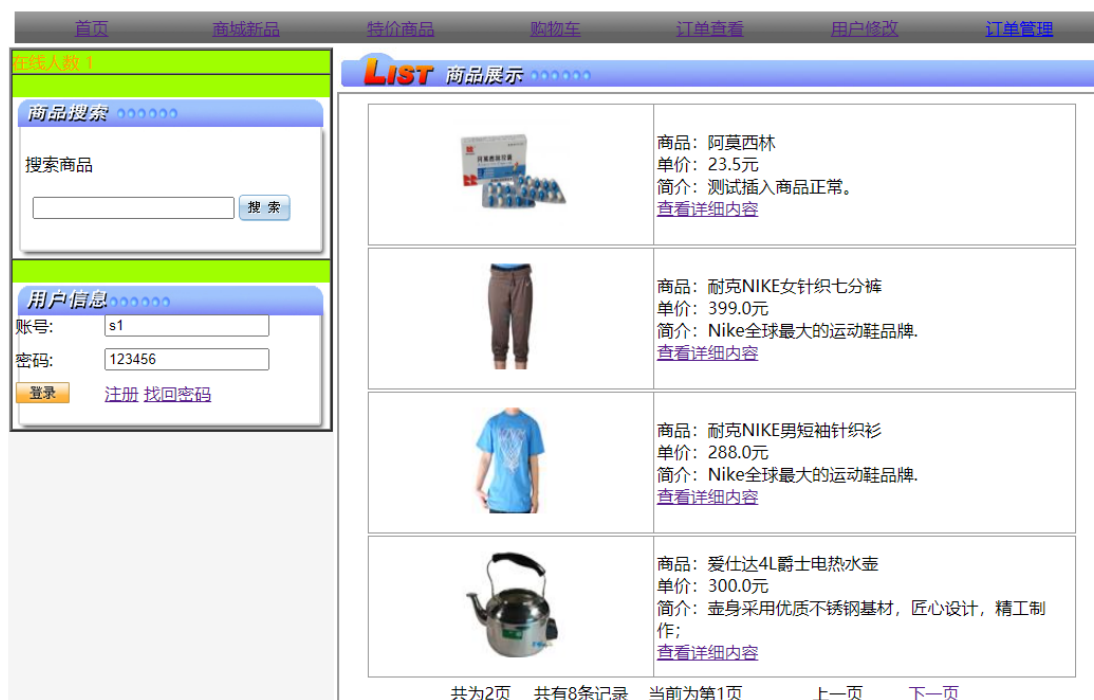 首页 商城新品 特价商品 购物车 订单查看 用户修改 订单管理
在线人数 1
商品搜索
搜索商品
搜 索
用户信息
账号: s1
密码: 123456
登录 注册 找回密码
LIST 商品展示
商品：阿莫西林
单价：23.5元
简介：测试插入商品正常。
查看详细内容
商品：耐克NIKE女针织七分裤
单价：399.0元
简介：Nike全球最大的运动鞋品牌.
查看详细内容
商品：耐克NIKE男短袖针织衫
单价：288.0元
简介：Nike全球最大的运动鞋品牌.
查看详细内容
商品：爱仕达4L爵士电热水壶
单价：300.0元
简介：壶身采用优质不锈钢基材，匠心设计，精工制
作；
查看详细内容
共为2页 共有8条记录 当前为第1页 上一页 下一页